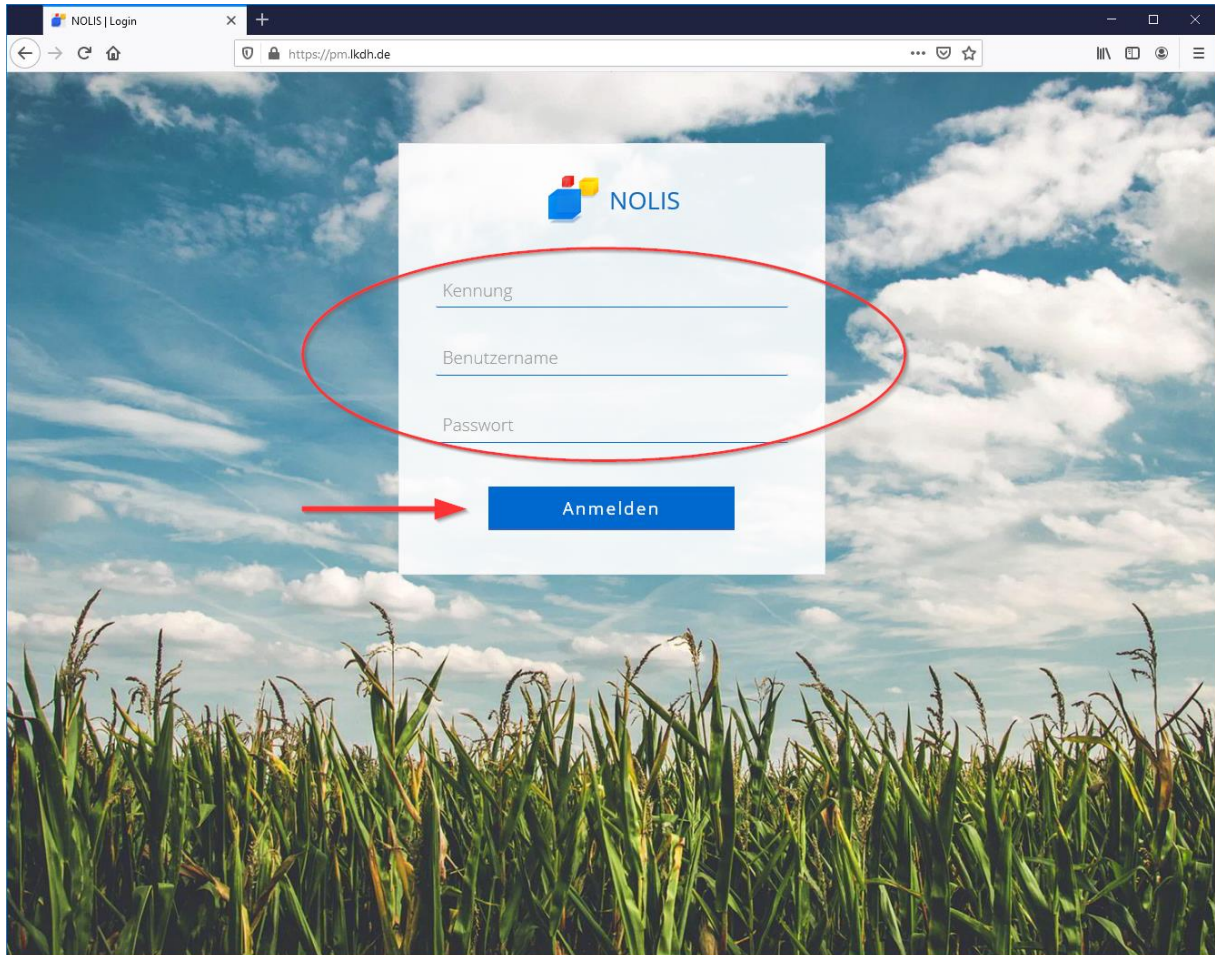 NOLIS | Login
https://pm.lkdh.de
NOLIS
Kennung
Benutzername
Passwort
Anmelden